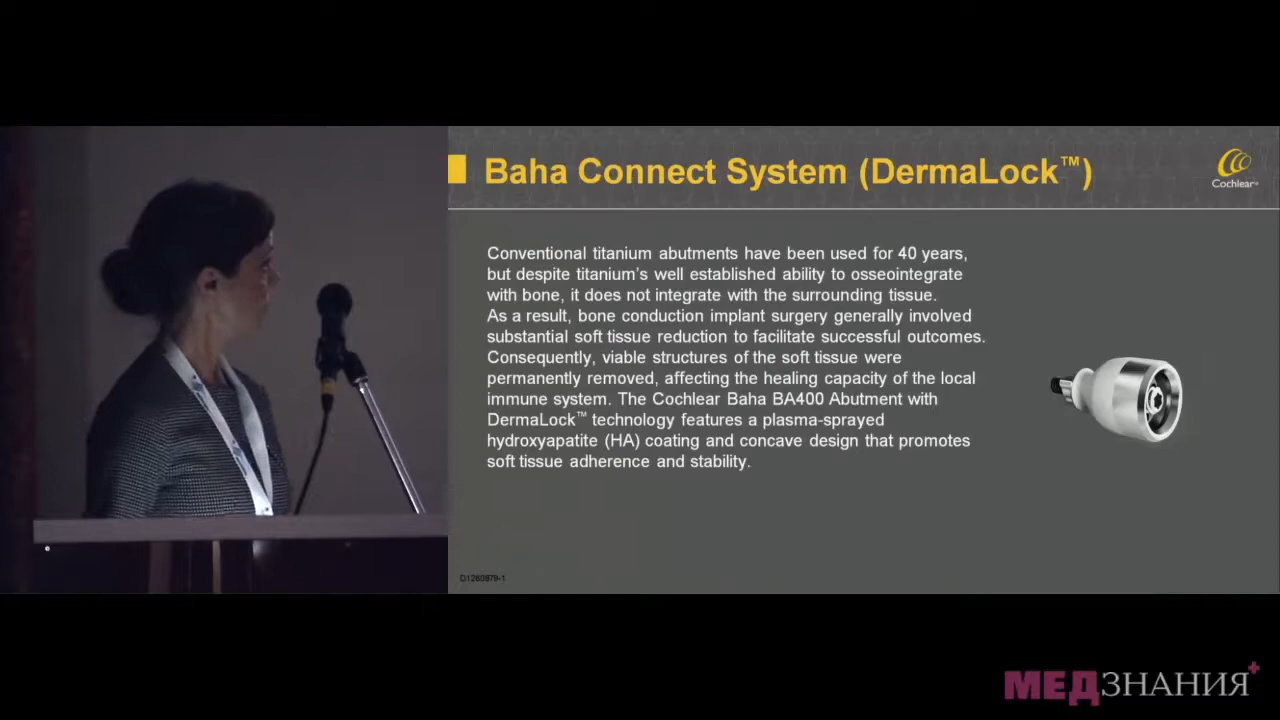 Baha Connect System (DermaLock™)
Cochlear®
Conventional titanium abutments have been used for 40 years,
but despite titanium's well established ability to osseointegrate
with bone, it does not integrate with the surrounding tissue.
As a result, bone conduction implant surgery generally involved
substantial soft tissue reduction to facilitate successful outcomes.
Consequently, viable structures of the soft tissue were
permanently removed, affecting the healing capacity of the local
immune system. The Cochlear Baha BA400 Abutment with
DermaLock™ technology features a plasma-sprayed
hydroxyapatite (HA) coating and concave design that promotes
soft tissue adherence and stability.
D1260979-1
МЕДЗНАНИЯ+